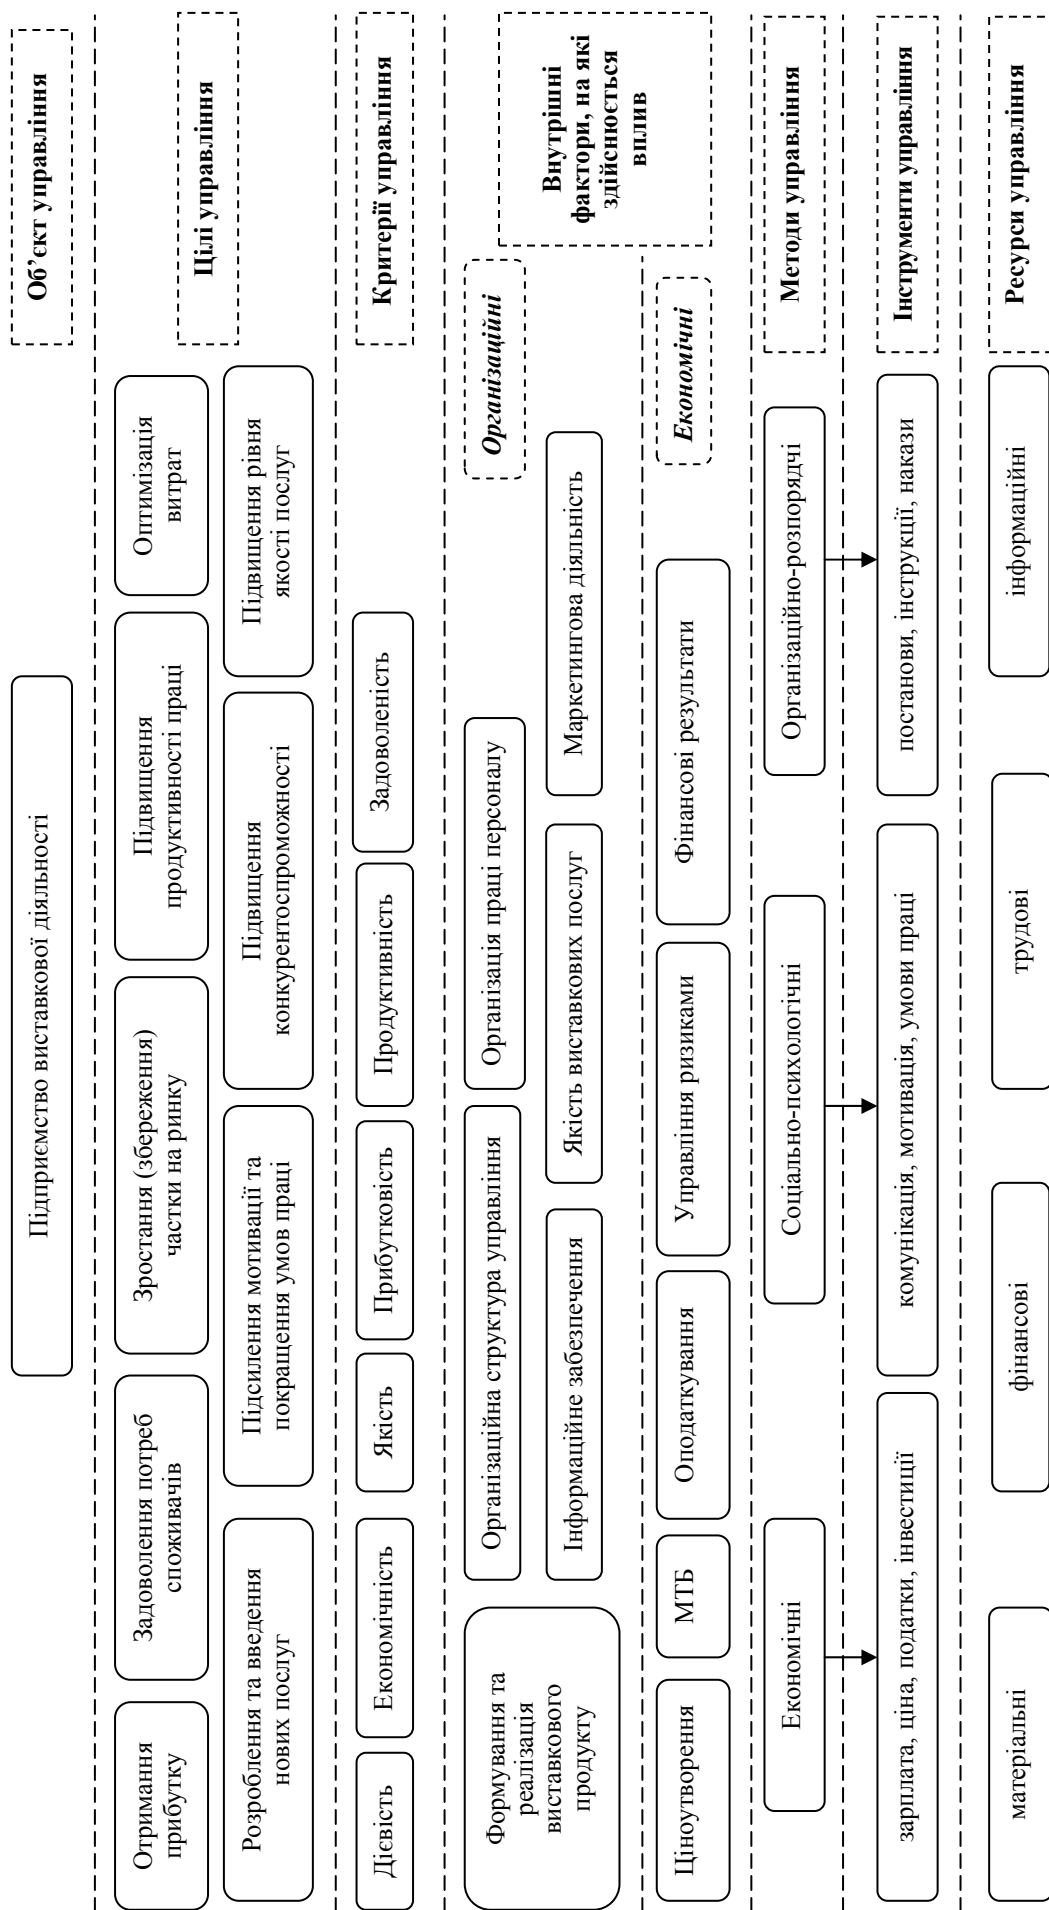 Підприємство виставкової діяльності
Об’єкт управління
Отримання
прибутку
Задоволення потреб
споживачів
Зростання (збереження)
частки на ринку
Підвищення
продуктивності праці
Оптимізація
витрат
Розроблення та введення
нових послуг
Підсилення мотивації та
покращення умов праці
Підвищення
конкурентоспроможності
Підвищення рівня
якості послуг
Цілі управління
Дієвість
Економічність
Якість
Прибутковість
Продуктивність
Задоволеність
Критерії управління
Формування та
реалізація
виставкового
продукту
Організаційна структура управління
Організація праці персоналу
Організаційні
Інформаційне забезпечення
Якість виставкових послуг
Маркетингова діяльність
Внутрішні
фактори, на які
здійснюється
вплив
Ціноутворення
МТБ
Оподаткування
Управління ризиками
Фінансові результати
Економічні
Економічні
Соціально-психологічні
Організаційно-розпорядчі
Методи управління
зарплата, ціна, податки, інвестиції
комунікація, мотивація, умови праці
постанови, інструкції, накази
Інструменти управління
матеріальні
фінансові
трудові
інформаційні
Ресурси управління